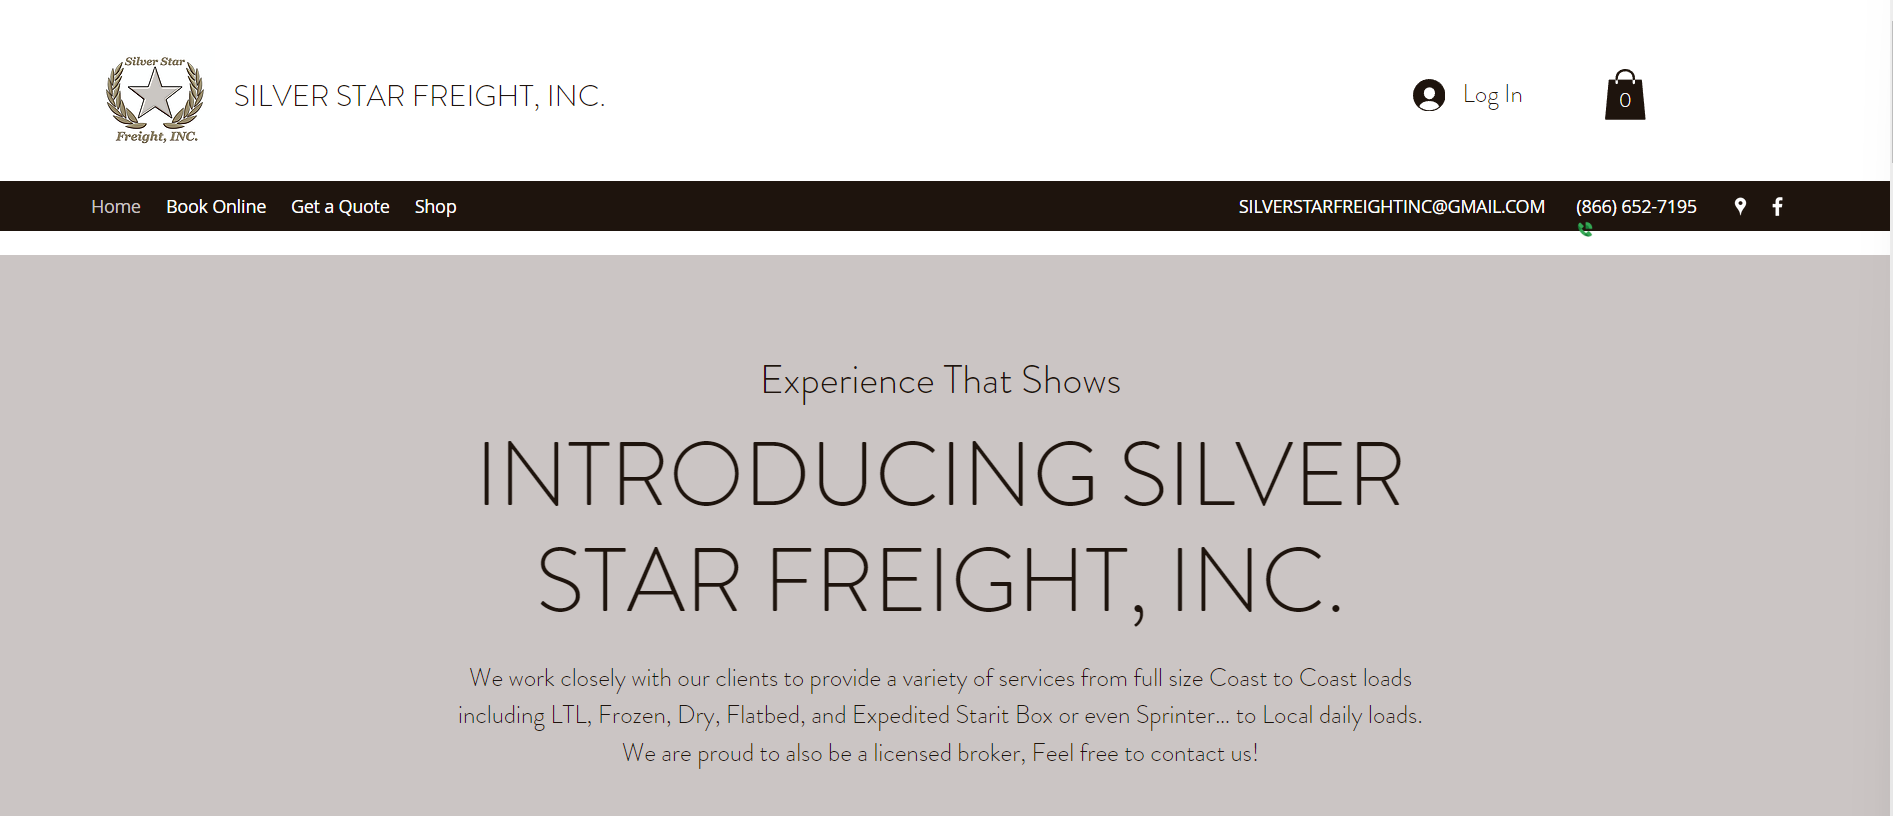 Silver Star
Freight, INC.
SILVER STAR FREIGHT, INC.
Log In
0
Home Book Online Get a Quote Shop
SILVERSTARFREIGHTINC@GMAIL.COM (866) 652-7195
Experience That Shows
INTRODUCING SILVER
STAR FREIGHT, INC.
We work closely with our clients to provide a variety of services from full size Coast to Coast loads
including LTL, Frozen, Dry, Flatbed, and Expedited Starit Box or even Sprinter... to Local daily loads.
We are proud to also be a licensed broker, Feel free to contact us!